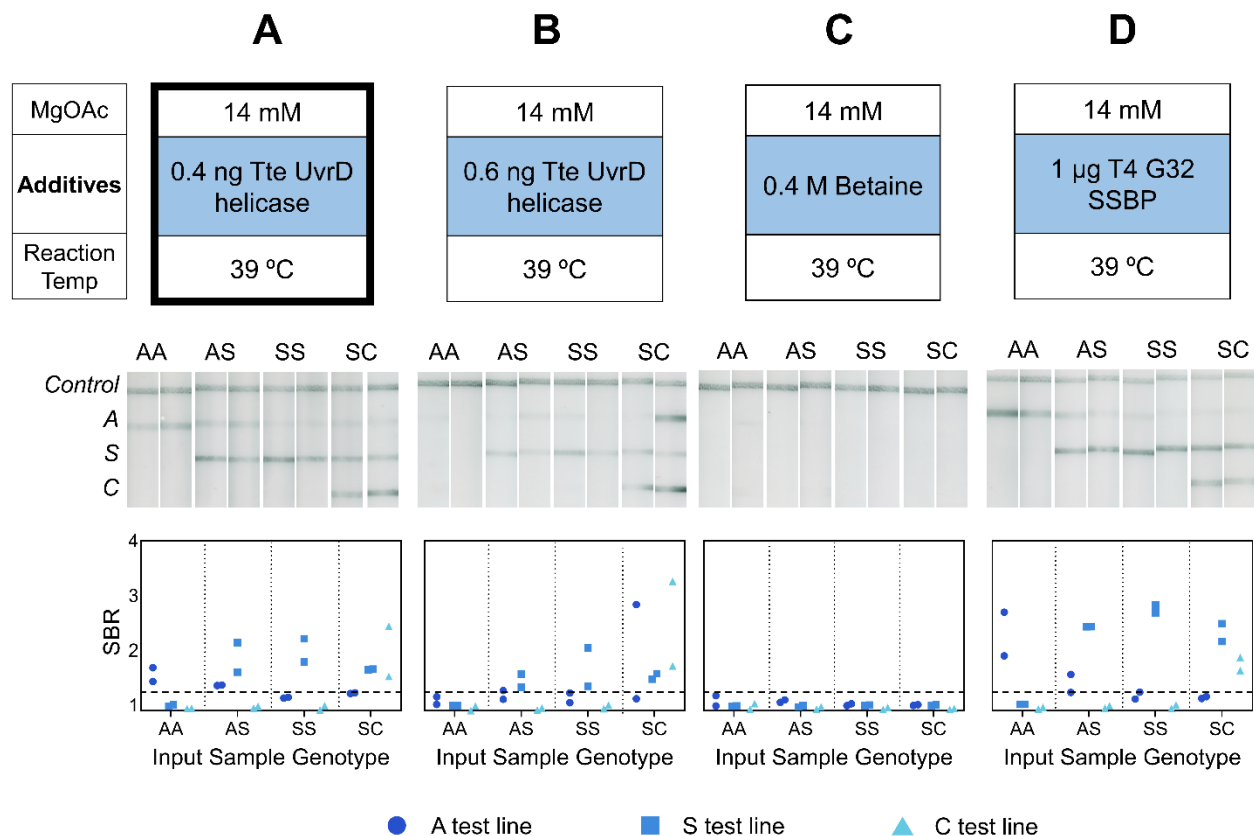 A B C D
MgOAc 14 mM 14 mM 14 mM 14 mM
Additives
0.4 ng Tte UvrD
helicase
0.6 ng Tte UvrD
helicase
0.4 M Betaine
1 µg T4 G32
SSBP
Reaction
Temp
39 ºC 39 ºC 39 ºC 39 ºC
AA AS SS SC AA AS SS SC AA AS SS SC AA AS SS SC
Control
A
S
C
4
3
2
1
SBR
AA AS SS SC AA AS SS SC AA AS SS SC AA AS SS SC
Input Sample Genotype Input Sample Genotype Input Sample Genotype Input Sample Genotype
A test line S test line C test line